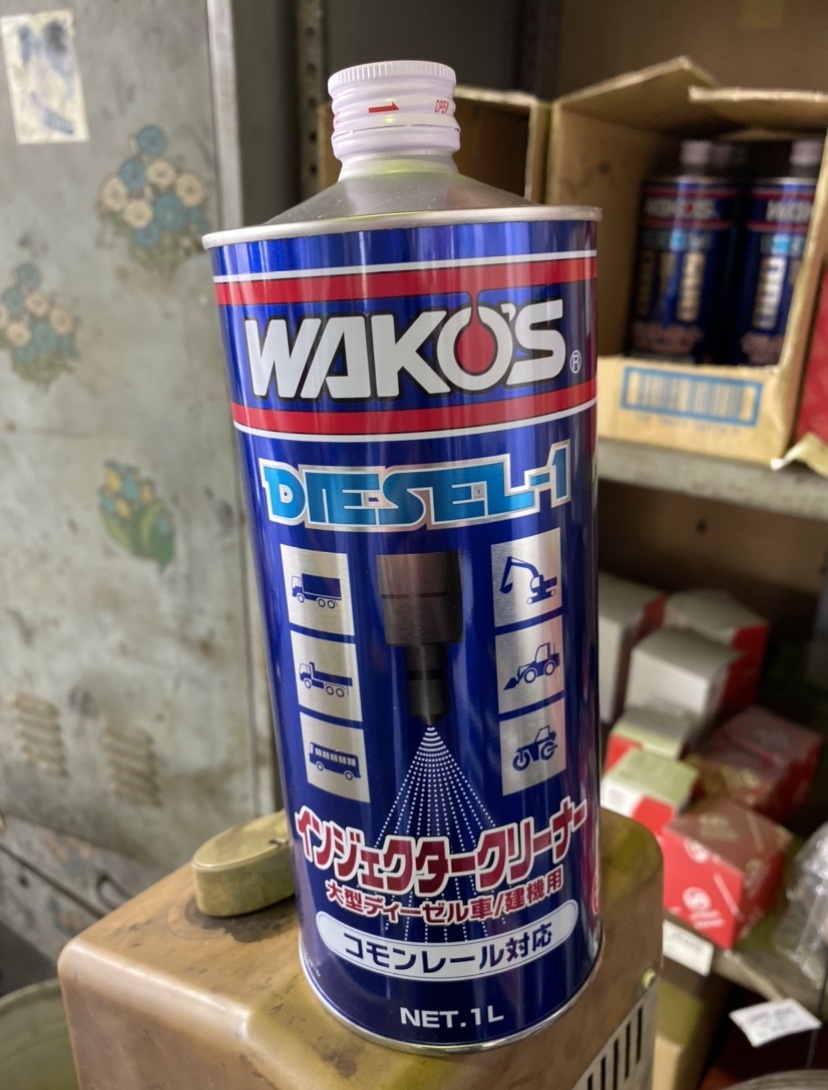 OPEN
WAKO'S®
DIESEL-1
インジェクタークリーナー
大型ディーゼル車/建機用
コモンレール対応
NET.1L
WAKO'S